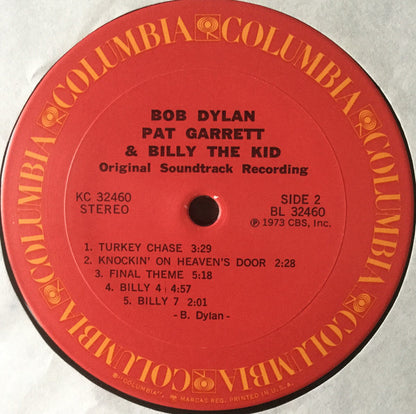 COLUMBIA COLUMBIA COLUMBIA COLUMBIA COLUMBIA COLUMBIA
BOB DYLAN
PAT GARRETT
& BILLY THE KID
Original Soundtrack Recording
KC 32460
STEREO
SIDE 2
BL 32460
Ⓟ 1973 CBS, Inc.
1. TURKEY CHASE 3:29
2. KNOCKIN' ON HEAVEN'S DOOR 2:28
3. FINAL THEME 5:18
4. BILLY 4 4:57
5. BILLY 7 2:01
- B. Dylan -
"COLUMBIA", MARCAS REG. PRINTED IN U.S.A.